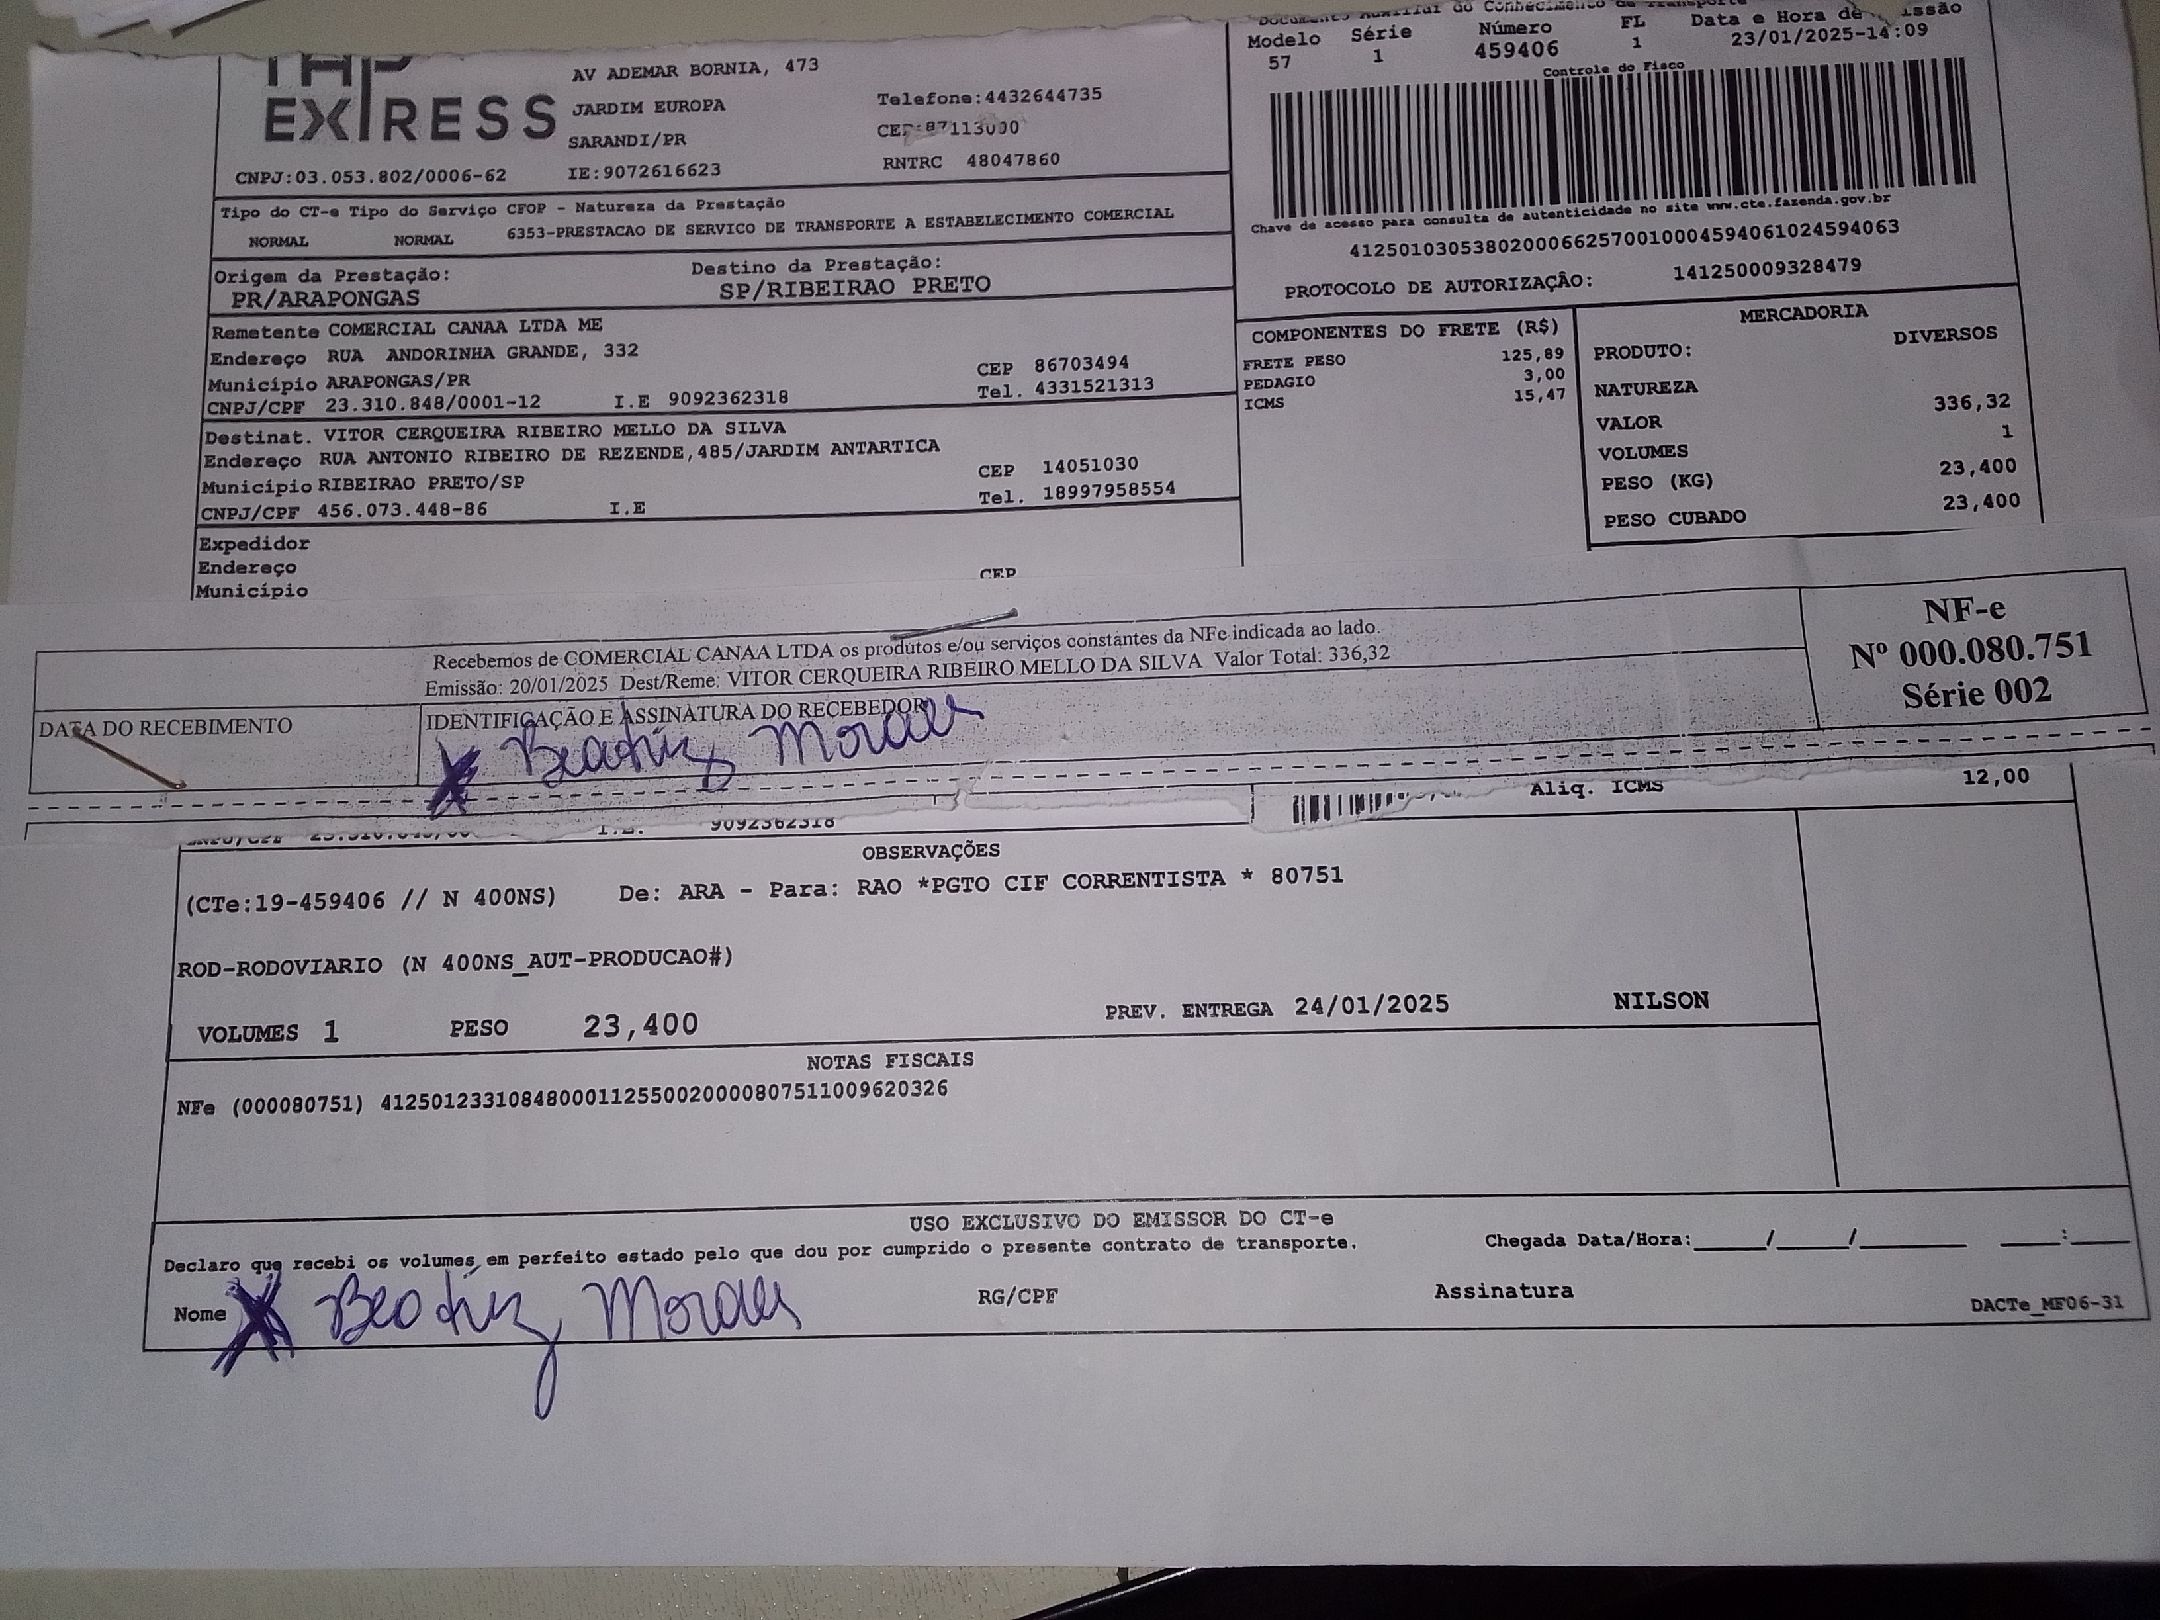 EXPRESS
AV ADEMAR BORNIA, 473
JARDIM EUROPA
SARANDI/PR
Telefone:4432644735
CEP:87113000
CNPJ:03.053.802/0006-62
IE:9072616623
RNTRC 48047860
Documento Auxiliar do Conhecimento de Transporte
Modelo Série Número FL Data e Hora de
57 1 459406 1 23/01/2025-14:09
Controle do Fisco
Chave de acesso para consulta de autenticidade no site www.cte.fazenda.gov.br
41250103053802000662570010004594061024594063
PROTOCOLO DE AUTORIZAÇÂO: 141250009328479
Tipo do CT-e Tipo do Serviço CFOP - Natureza da Prestação
NORMAL NORMAL 6353-PRESTACAO DE SERVICO DE TRANSPORTE A ESTABELECIMENTO COMERCIAL
Origem da Prestação: Destino da Prestação:
PR/ARAPONGAS SP/RIBEIRAO PRETO
Remetente COMERCIAL CANAA LTDA ME
Endereço RUA ANDORINHA GRANDE, 332
CEP 86703494
Município ARAPONGAS/PR
Tel. 4331521313
CNPJ/CPF 23.310.848/0001-12 I.E 9092362318
Destinat. VITOR CERQUEIRA RIBEIRO MELLO DA SILVA
Endereço RUA ANTONIO RIBEIRO DE REZENDE,485/JARDIM ANTARTICA
CEP 14051030
Município RIBEIRAO PRETO/SP
Tel. 18997958554
CNPJ/CPF 456.073.448-86 I.E
Expedidor
Endereço
Município
CEP
COMPONENTES DO FRETE (R$)
FRETE PESO 125,89
PEDAGIO 3,00
ICMS 15,47
MERCADORIA
PRODUTO: DIVERSOS
NATUREZA
VALOR 336,32
VOLUMES 1
PESO (KG) 23,400
PESO CUBADO 23,400
Recebemos de COMERCIAL CANAA LTDA os produtos e/ou serviços constantes da NFe indicada ao lado.
Emissão: 20/01/2025 Dest/Reme: VITOR CERQUEIRA RIBEIRO MELLO DA SILVA Valor Total: 336,32
NF-e
Nº 000.080.751
Série 002
DATA DO RECEBIMENTO
IDENTIFICAÇÃO E ASSINATURA DO RECEBEDOR
X Beatriz Moraes
Aliq. ICMS 12,00
I.E. 9092362318
OBSERVAÇÕES
(CTe:19-459406 // N 400NS) De: ARA - Para: RAO *PGTO CIF CORRENTISTA * 80751
ROD-RODOVIARIO (N 400NS_AUT-PRODUCAO#)
VOLUMES 1 PESO 23,400 PREV. ENTREGA 24/01/2025 NILSON
NOTAS FISCAIS
NFe (000080751) 41250123310848000112550020000807511009620326
USO EXCLUSIVO DO EMISSOR DO CT-e
Declaro que recebi os volumes em perfeito estado pelo que dou por cumprido o presente contrato de transporte.
Chegada Data/Hora:_____/_____/________ ____:____
Nome X Beatriz Moraes RG/CPF Assinatura
DACTe_MF06-31